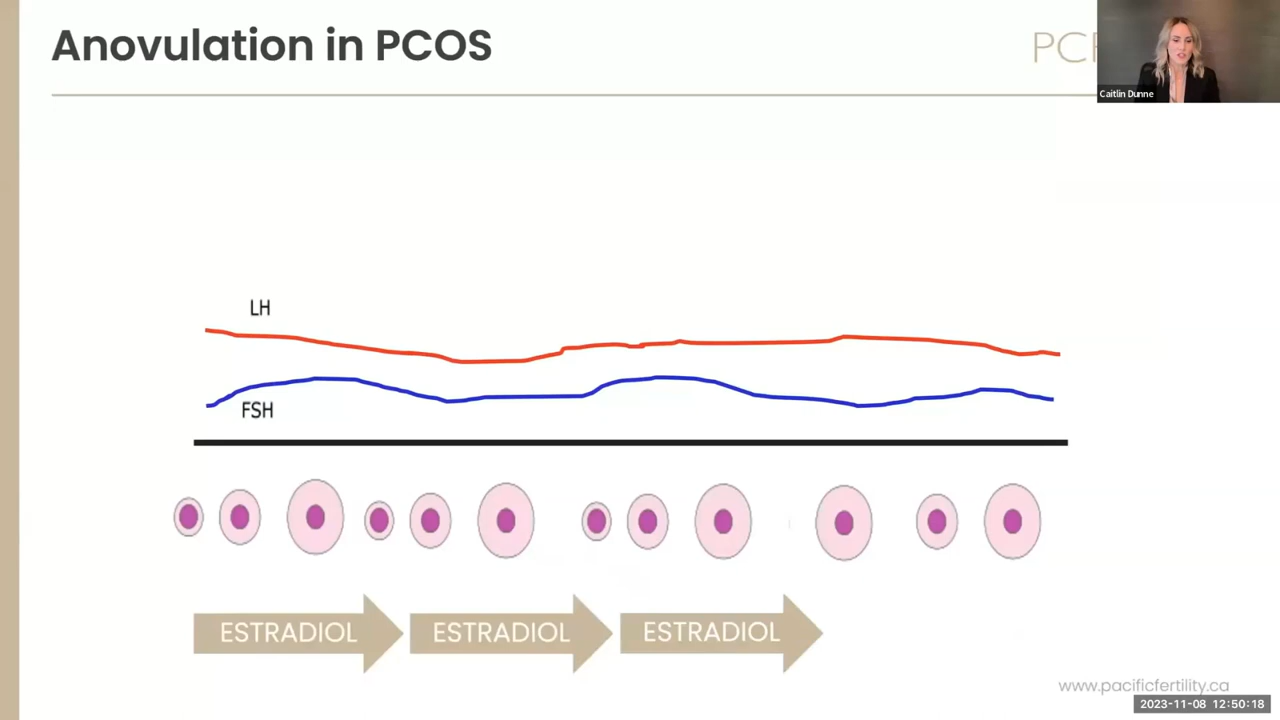 Anovulation in PCOS
Caitlin Dunne
LH
FSH
ESTRADIOL ESTRADIOL ESTRADIOL
www.pacificfertility.ca
2023-11-08 12:50:18